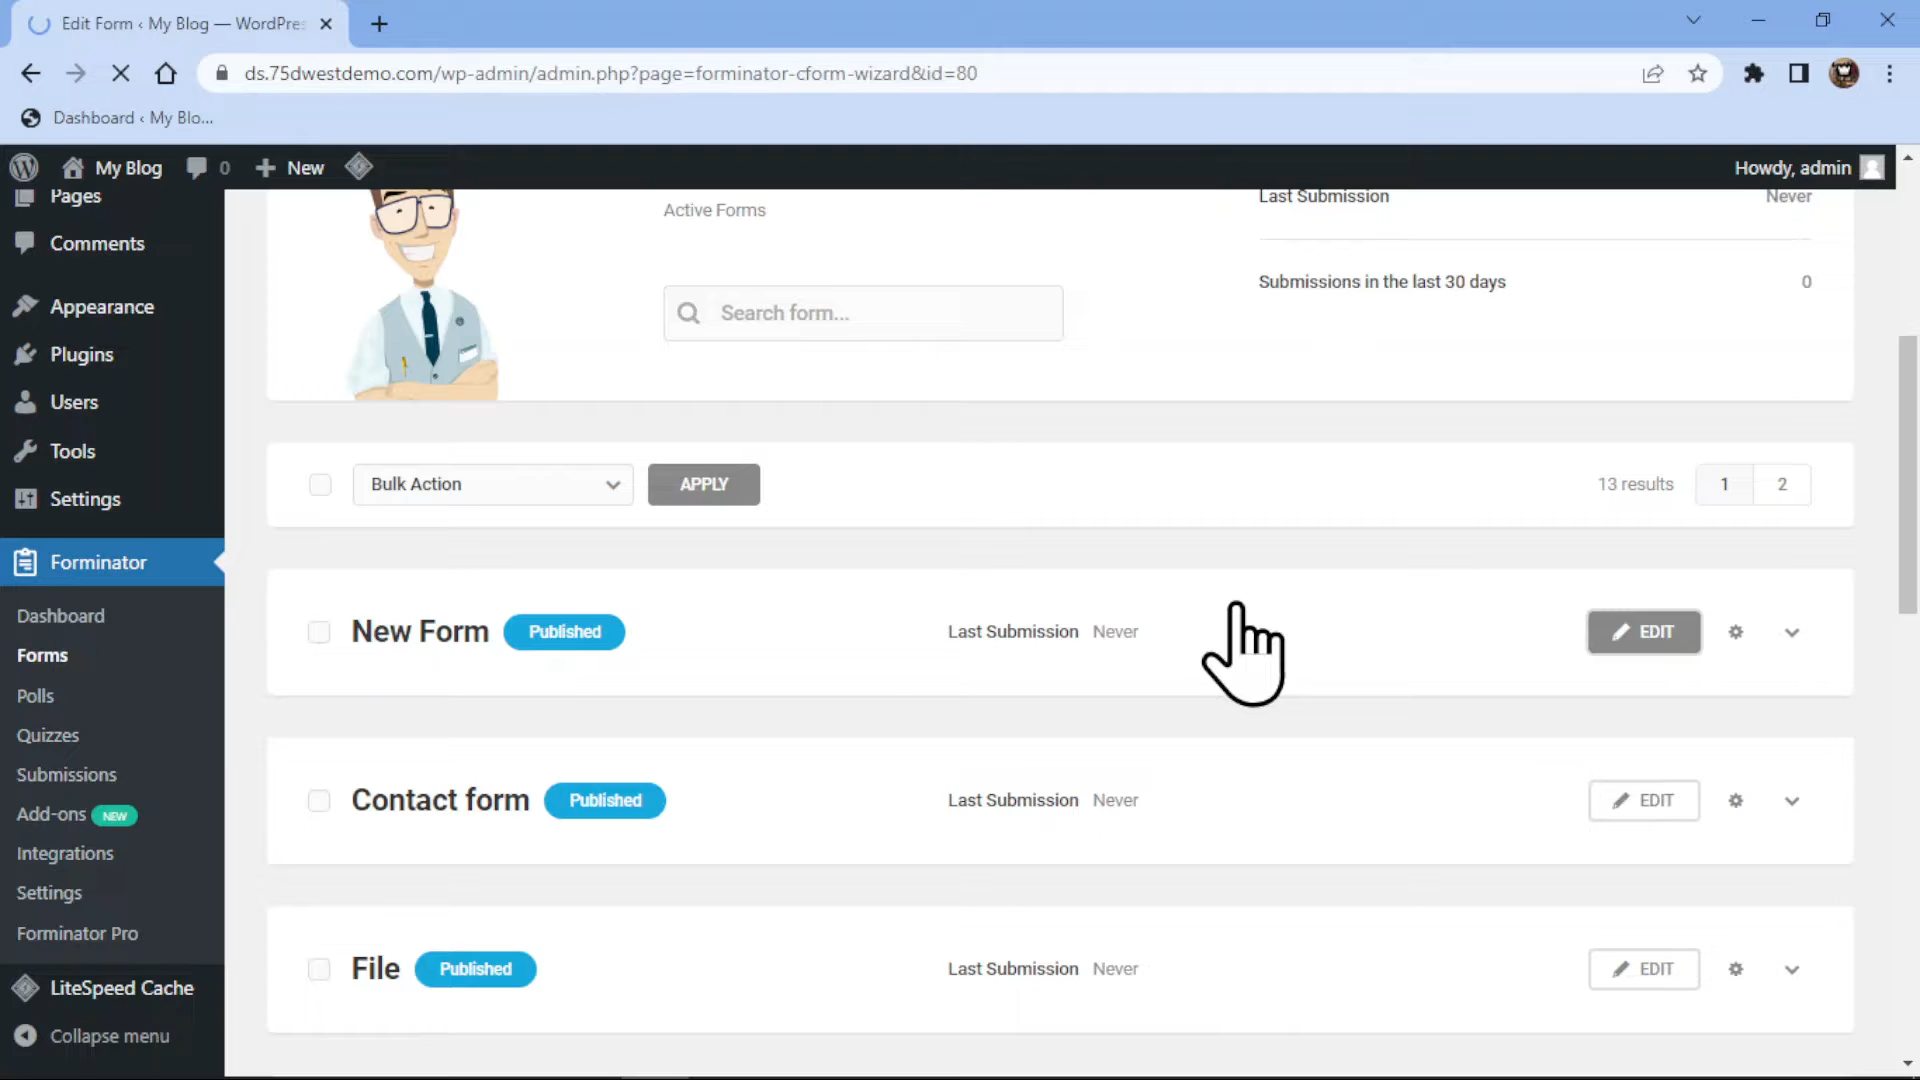 Edit Form ‹ My Blog — WordPres
ds.75dwestdemo.com/wp-admin/admin.php?page=forminator-cform-wizard&id=80
Dashboard ‹ My Blo...
My Blog 0 New Howdy, admin
Pages
Comments
Appearance
Plugins
Users
Tools
Settings
Forminator
Dashboard
Forms
Polls
Quizzes
Submissions
Add-ons NEW
Integrations
Settings
Forminator Pro
LiteSpeed Cache
Collapse menu
Active Forms
Last Submission Never
Search form...
Submissions in the last 30 days 0
Bulk Action APPLY 13 results 1 2
New Form Published Last Submission Never EDIT
Contact form Published Last Submission Never EDIT
File Published Last Submission Never EDIT